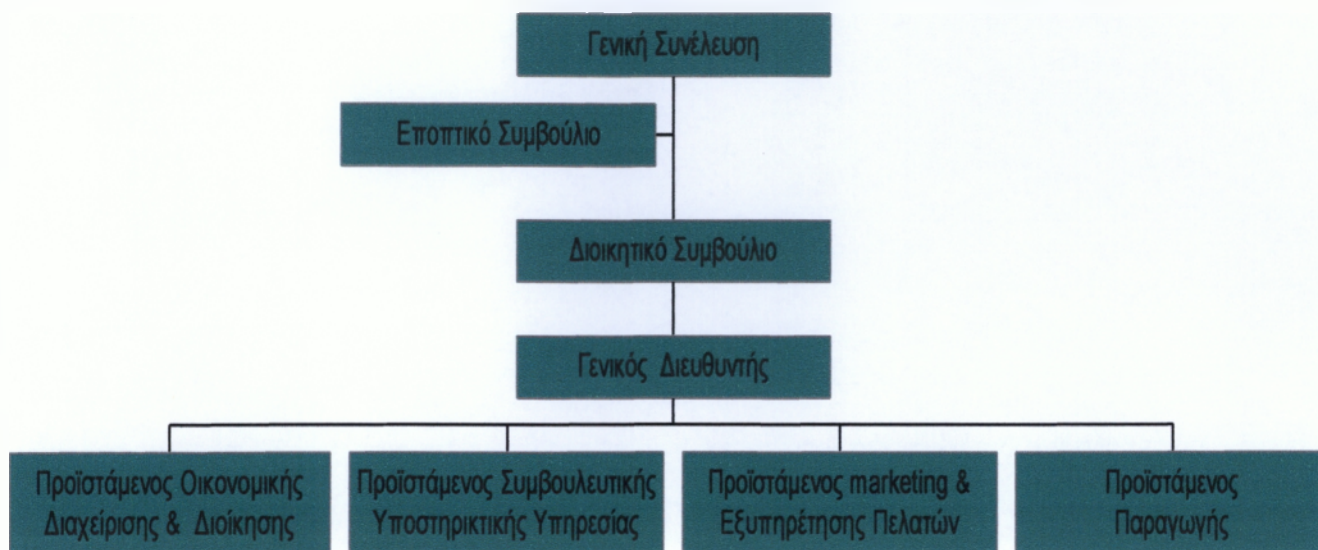 Γενική Συνέλευση
Εποπτικό Συμβούλιο
Διοικητικό Συμβούλιο
Γενικός Διευθυντής
Προϊστάμενος Οικονομικής
Διαχείρισης & Διοίκησης
Προϊστάμενος Συμβουλευτικής
Υποστηρικτικής Υπηρεσίας
Προϊστάμενος marketing &
Εξυπηρέτησης Πελατών
Προϊστάμενος
Παραγωγής